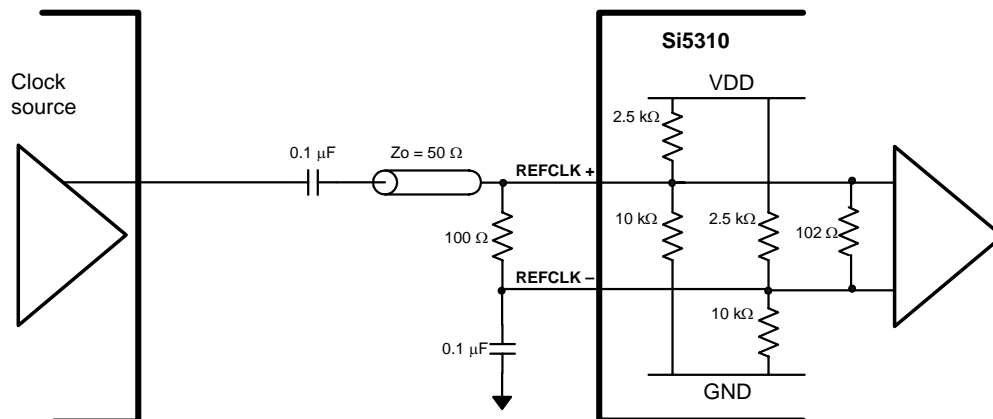 Si5310
Clock
source
VDD
2.5 kΩ
0.1 μF
Zo = 50 Ω
REFCLK +
100 Ω
10 kΩ
2.5 kΩ
102 Ω
REFCLK –
10 kΩ
0.1 μF
GND